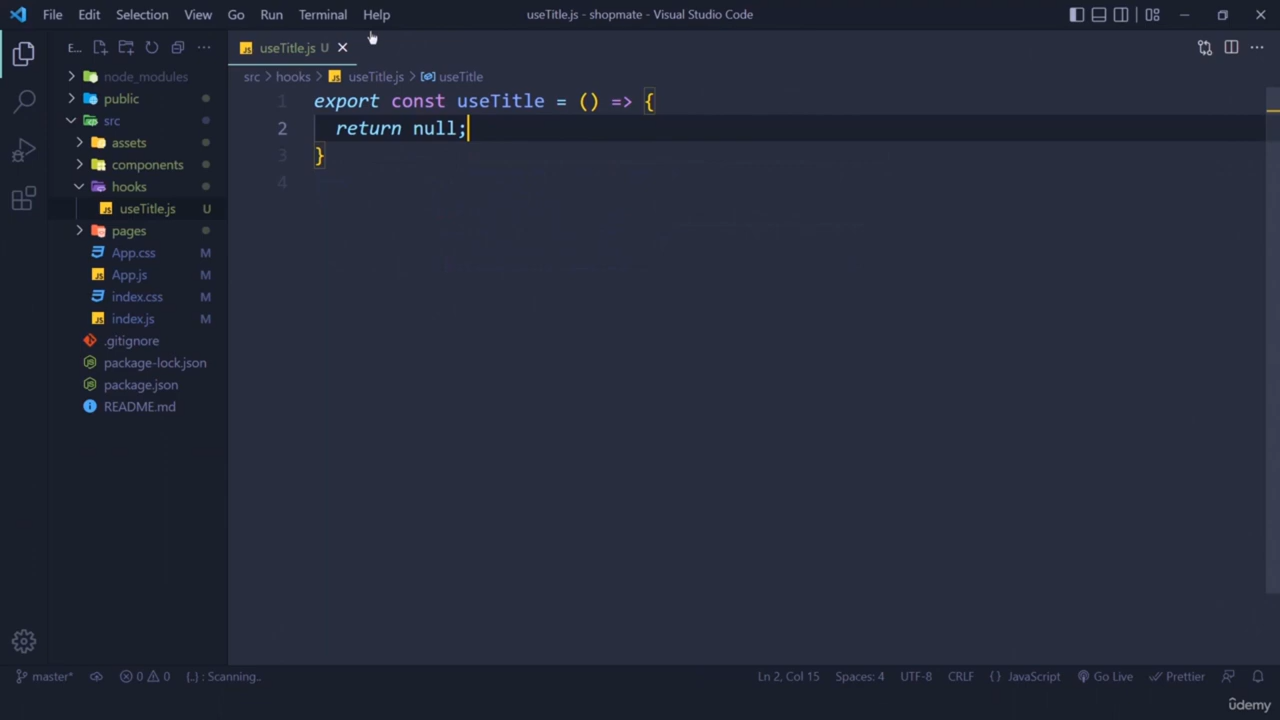 File Edit Selection View Go Run Terminal Help useTitle.js - shopmate - Visual Studio Code
E... useTitle.js U
node_modules
src > hooks > useTitle.js > useTitle
public
src
assets
components
hooks
useTitle.js U
pages
App.css M
App.js M
index.css M
index.js M
.gitignore
package-lock.json
package.json
README.md
1 export const useTitle = () => {
2 return null;
3 }
4
master* 0 0 {..} : Scanning.. Ln 2, Col 15 Spaces: 4 UTF-8 CRLF {} JavaScript Go Live Prettier
ûdemy